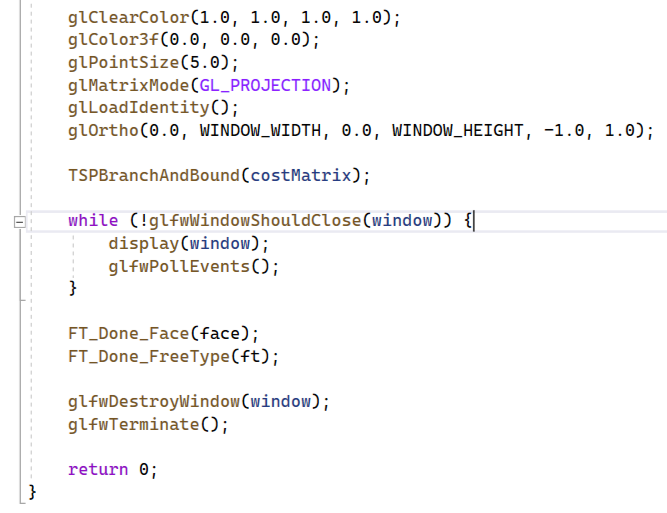 glClearColor(1.0, 1.0, 1.0, 1.0);
glColor3f(0.0, 0.0, 0.0);
glPointSize(5.0);
glMatrixMode(GL_PROJECTION);
glLoadIdentity();
glOrtho(0.0, WINDOW_WIDTH, 0.0, WINDOW_HEIGHT, -1.0, 1.0);
TSPBranchAndBound(costMatrix);
while (!glfwWindowShouldClose(window)) {
display(window);
glfwPollEvents();
}
FT_Done_Face(face);
FT_Done_FreeType(ft);
glfwDestroyWindow(window);
glfwTerminate();
return 0;
}